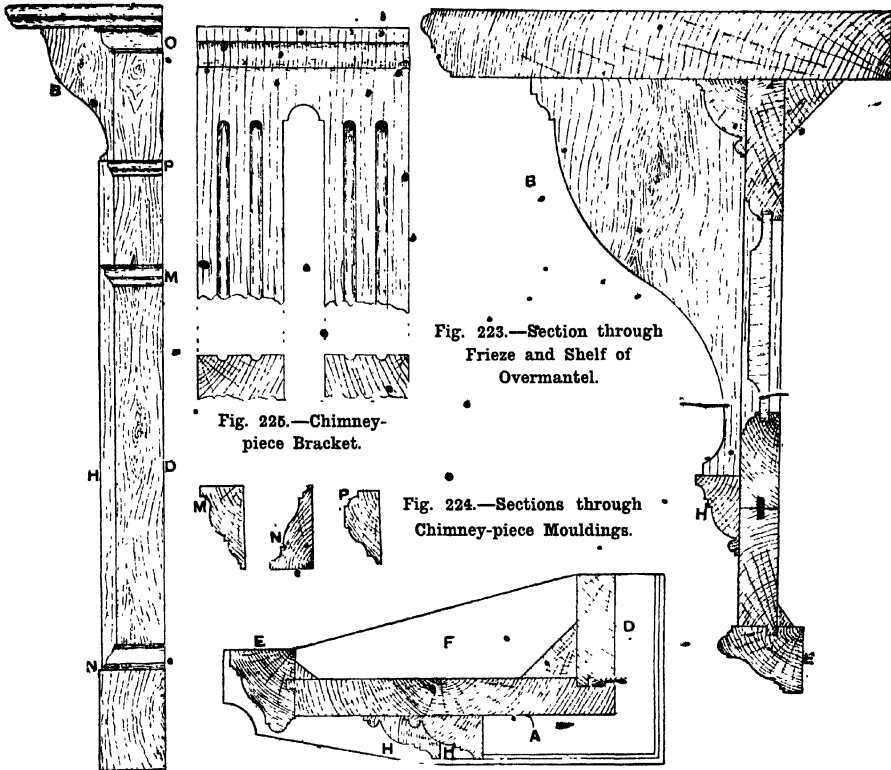 O
B
P
M
H
D
N
B
Fig. 223.—Section through
Frieze and Shelf of
Overmantel.
Fig. 225.—Chimney-
piece Bracket.
M
N
P
Fig. 224.—Sections through
Chimney-piece Mouldings.
H
E
E
F
D
A
H
H